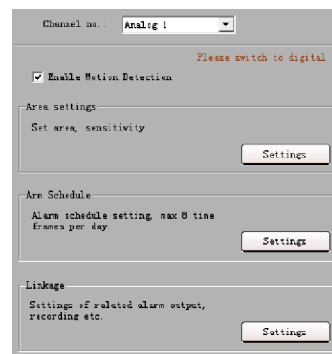 Channel no.: Analog 1
Please switch to digital
Enable Motion Detection
Area settings
Set area, sensitivity
Settings
Arm Schedule
Alarm schedule setting, max 8 time
frames per day
Settings
Linkage
Settings of related alarm output,
recording etc.
Settings